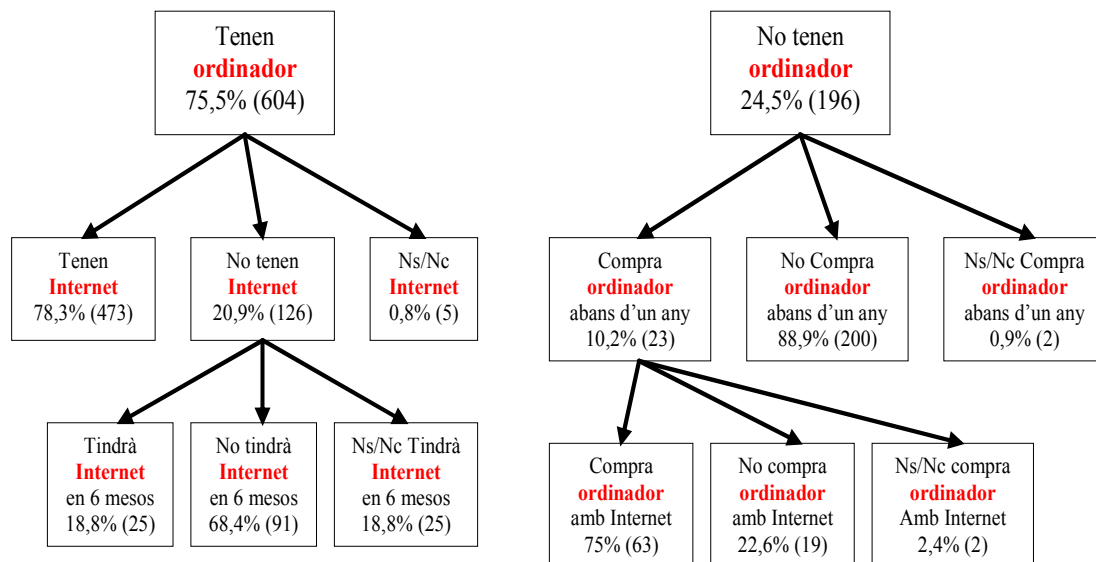 Tenen
ordinador
75,5% (604)
No tenen
ordinador
24,5% (196)
Tenen
Internet
78,3% (473)
No tenen
Internet
20,9% (126)
Ns/Nc
Internet
0,8% (5)
Compra
ordinador
abans d'un any
10,2% (23)
No Compra
ordinador
abans d'un any
88,9% (200)
Ns/Nc Compra
ordinador
abans d'un any
0,9% (2)
Tindrà
Internet
en 6 mesos
18,8% (25)
No tindrà
Internet
en 6 mesos
68,4% (91)
Ns/Nc Tindrà
Internet
en 6 mesos
18,8% (25)
Compra
ordinador
amb Internet
75% (63)
No compra
ordinador
amb Internet
22,6% (19)
Ns/Nc compra
ordinador
Amb Internet
2,4% (2)